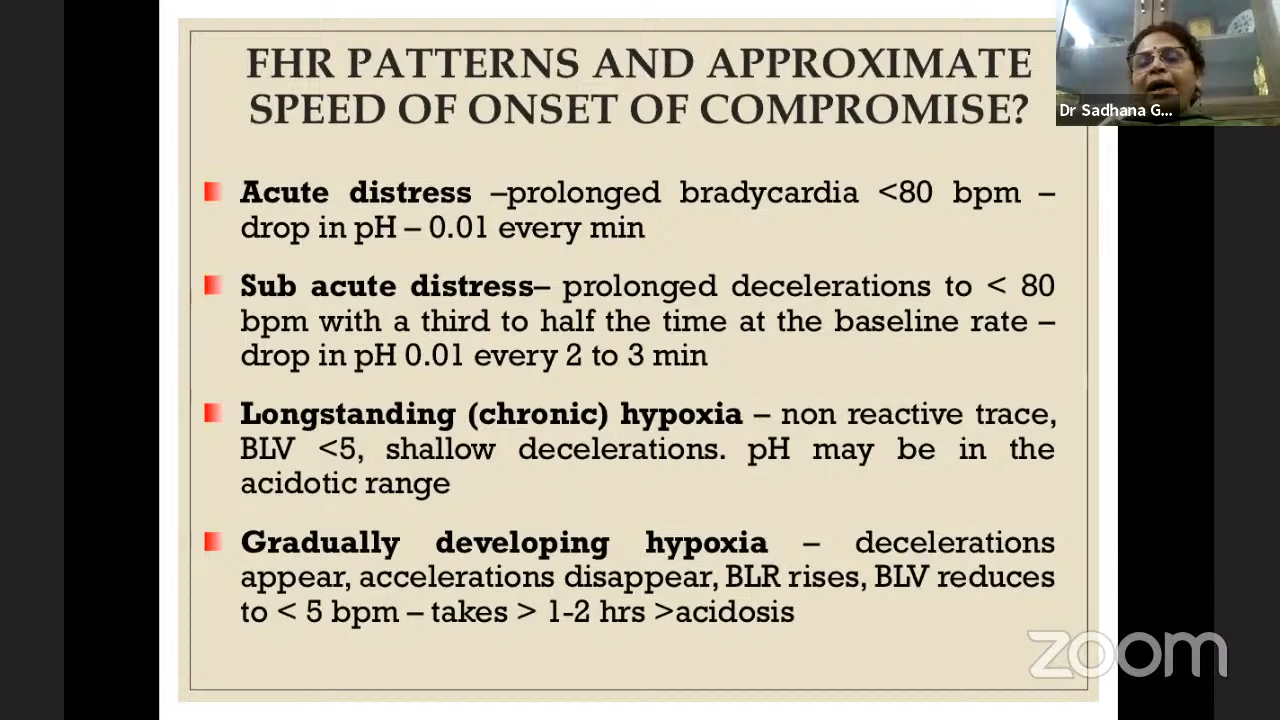 FHR PATTERNS AND APPROXIMATE
SPEED OF ONSET OF COMPROMISE?
Dr Sadhana G...
Acute distress –prolonged bradycardia <80 bpm –
drop in pH – 0.01 every min
Sub acute distress– prolonged decelerations to < 80
bpm with a third to half the time at the baseline rate –
drop in pH 0.01 every 2 to 3 min
Longstanding (chronic) hypoxia – non reactive trace,
BLV <5, shallow decelerations. pH may be in the
acidotic range
Gradually developing hypoxia – decelerations
appear, accelerations disappear, BLR rises, BLV reduces
to < 5 bpm – takes > 1-2 hrs >acidosis
zoom